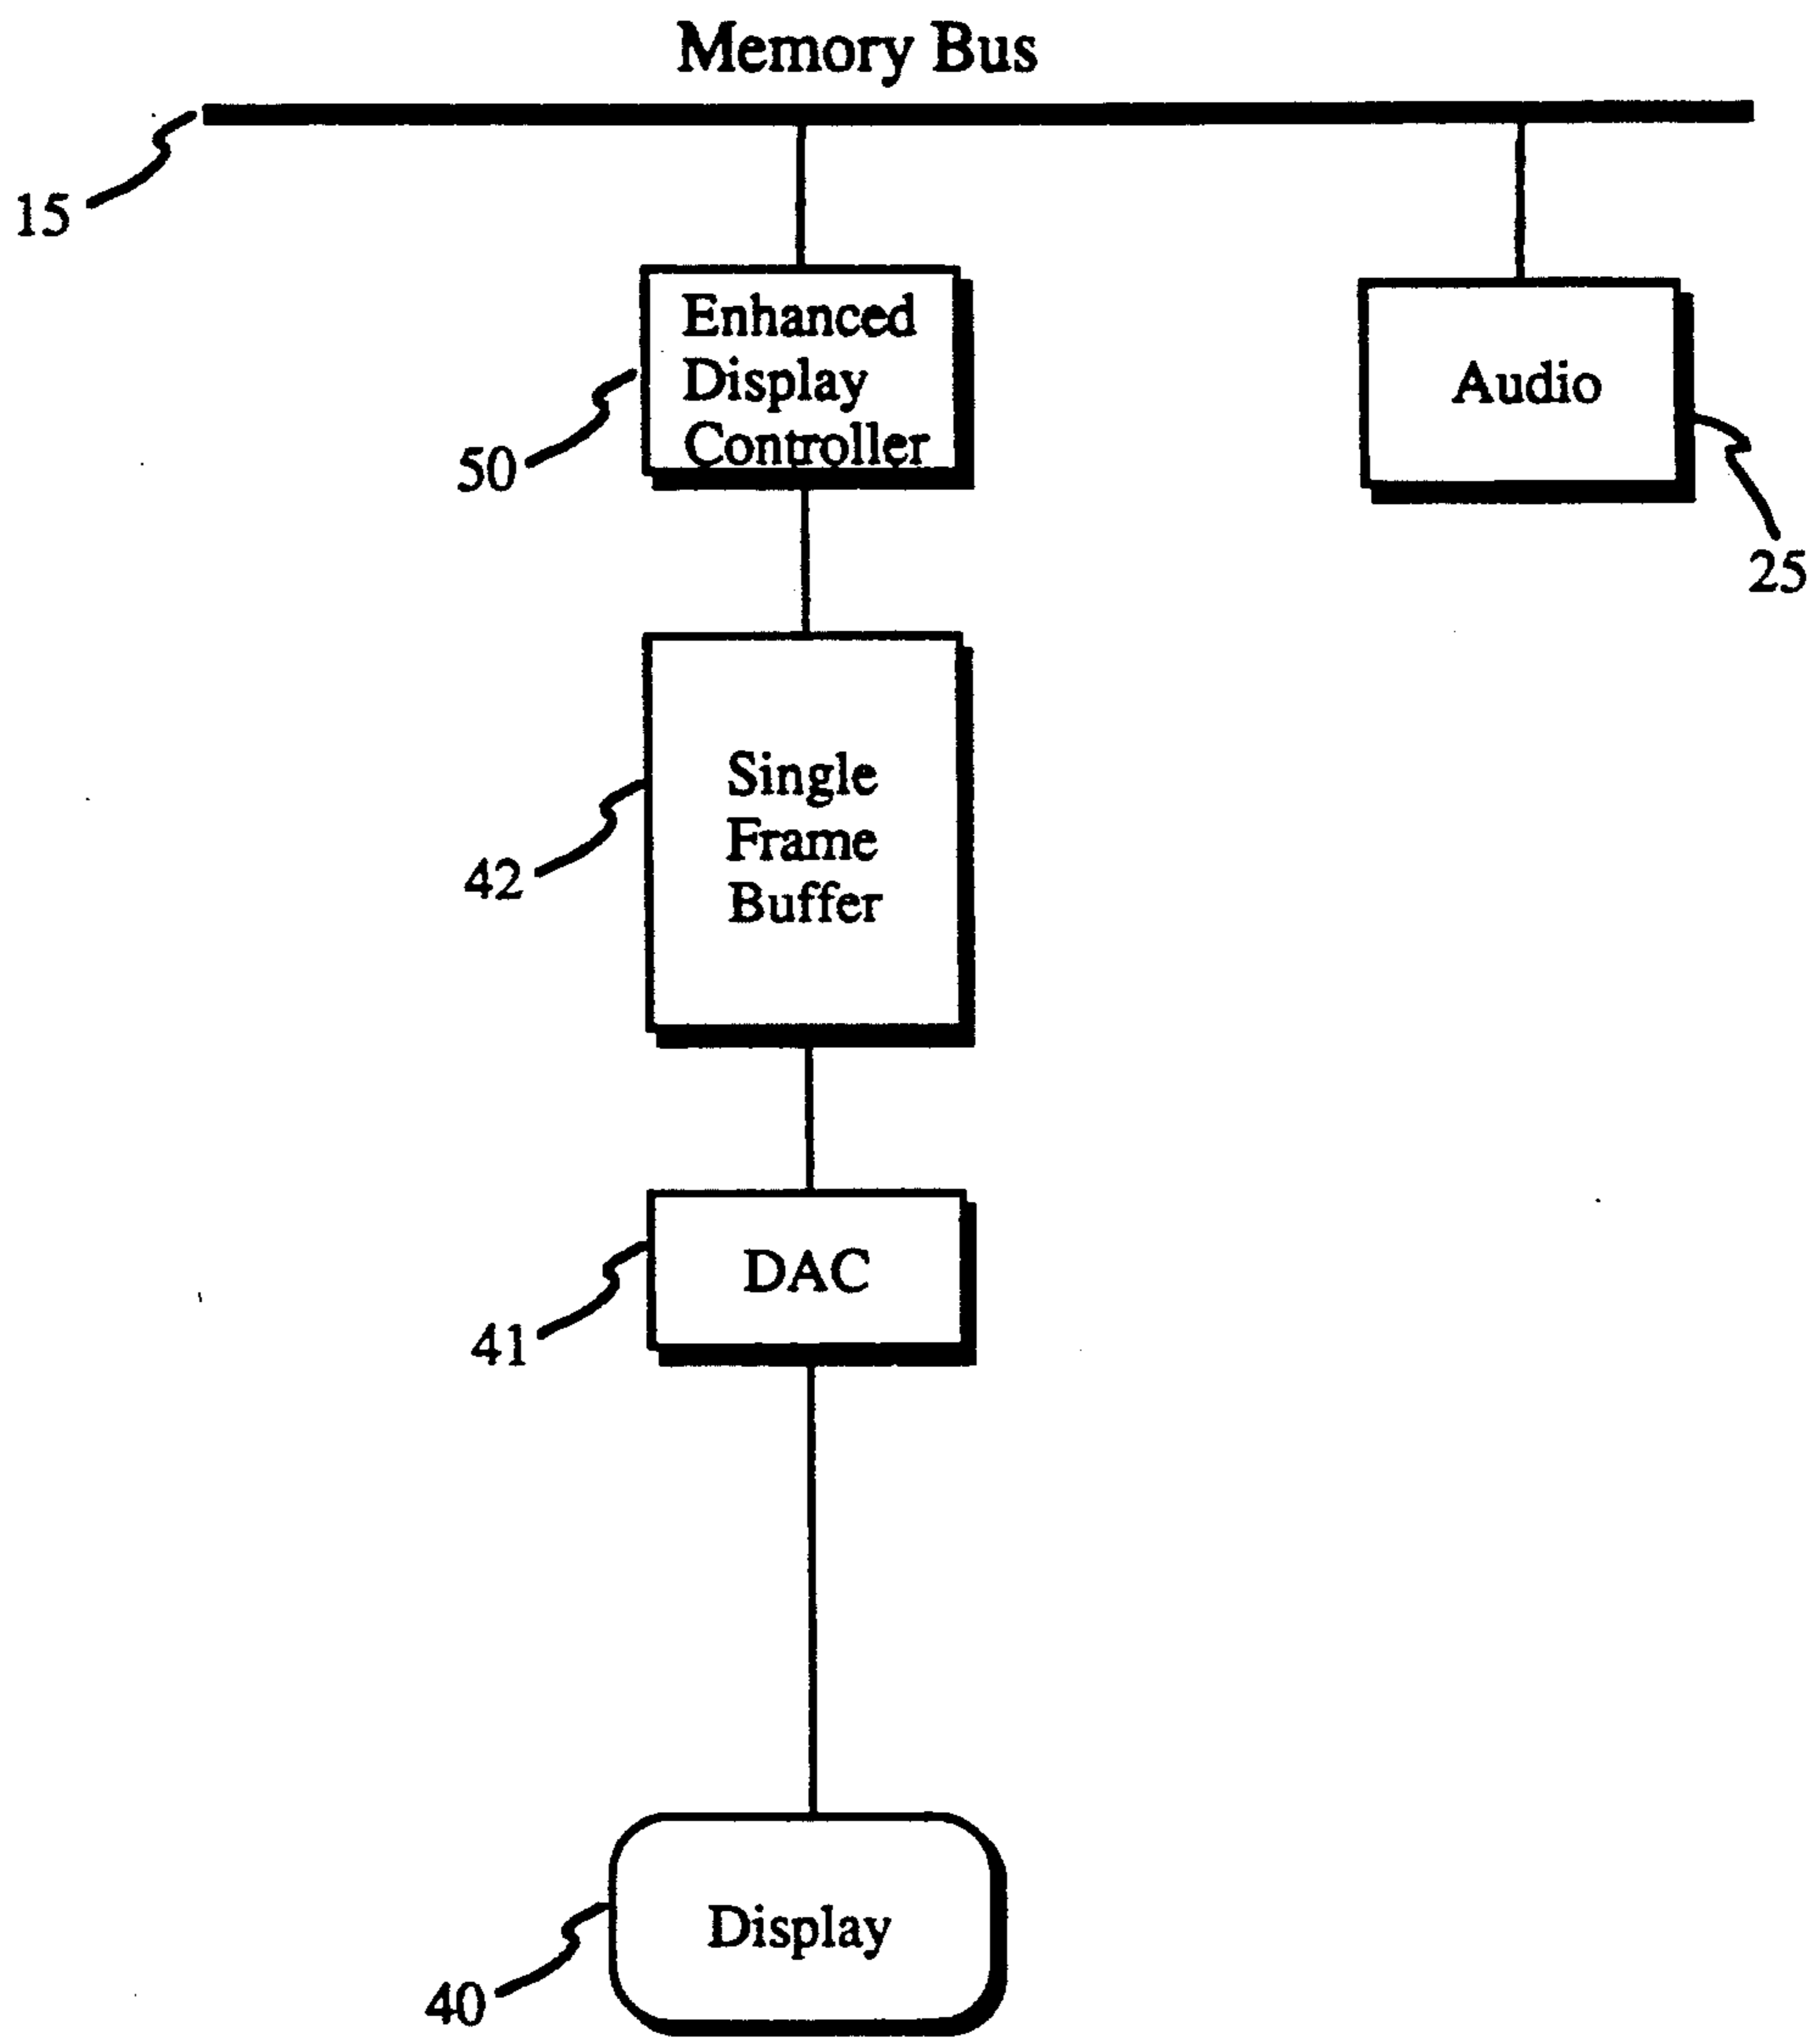 Memory Bus
15
Enhanced
Display
Controller
50
Audio
25
Single
Frame
Buffer
42
DAC
41
Display
40